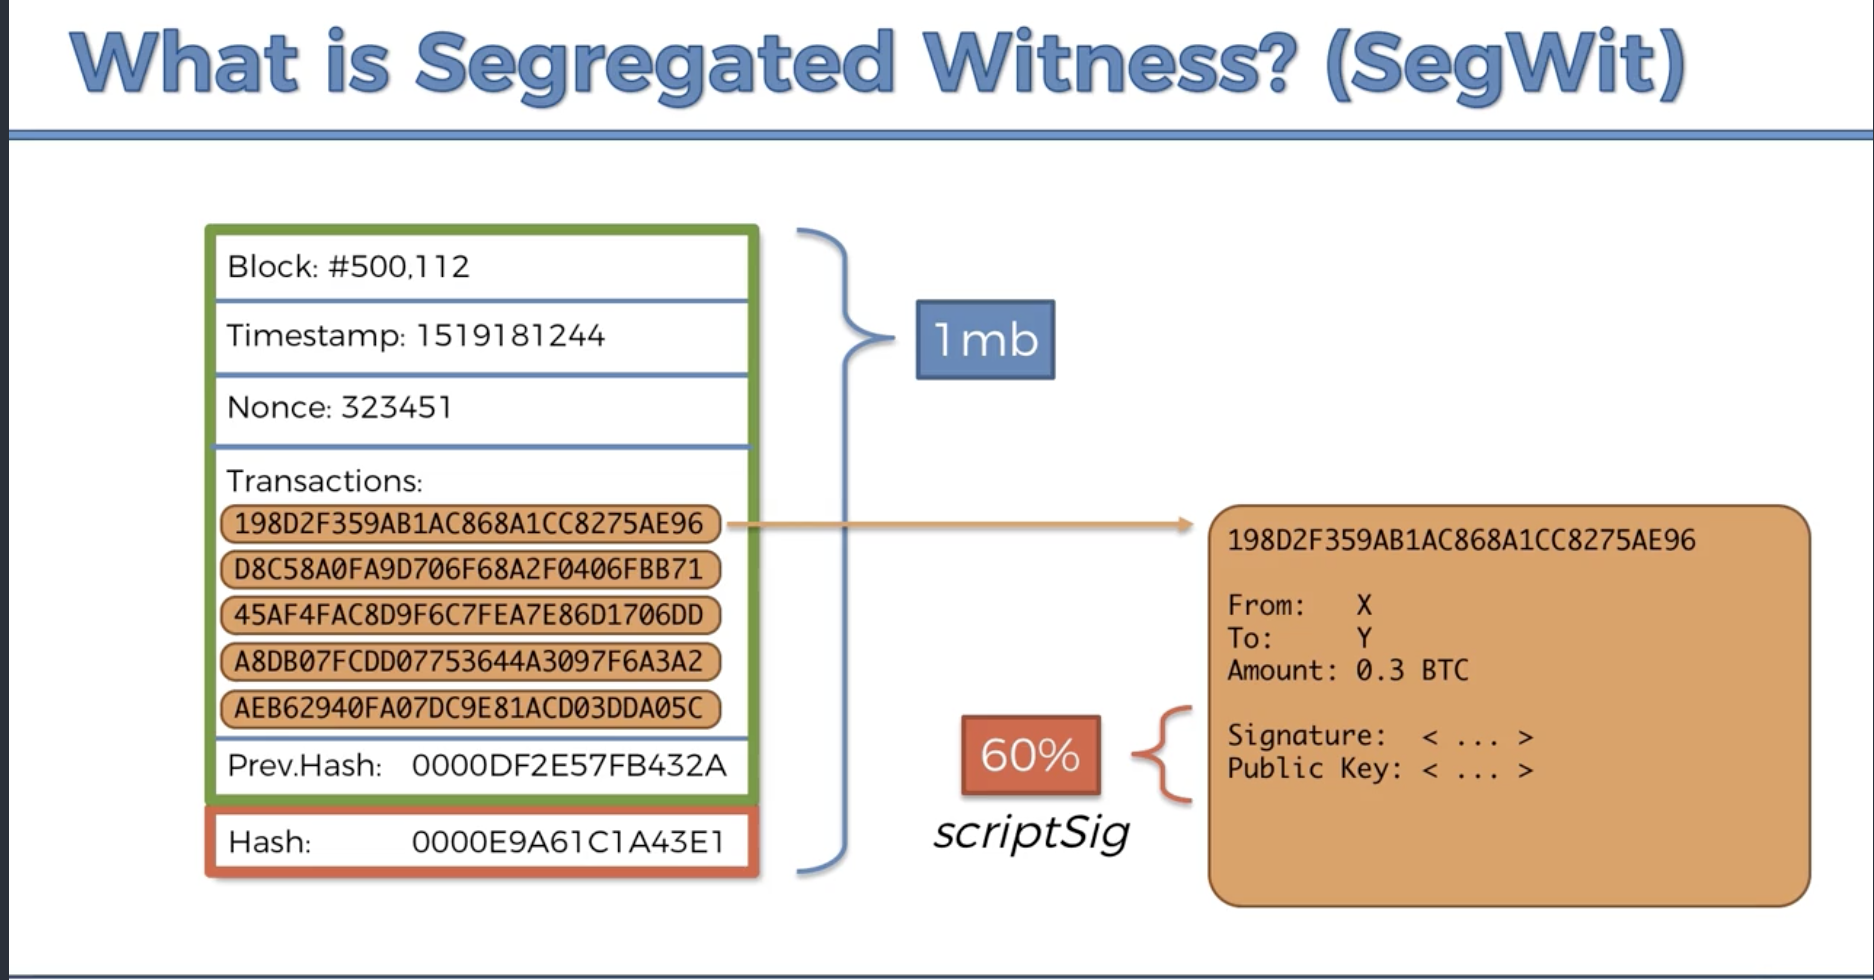 What is Segregated Witness? (SegWit)
Block: #500,112
Timestamp: 1519181244
Nonce: 323451
Transactions:
198D2F359AB1AC868A1CC8275AE96
D8C58A0FA9D706F68A2F0406FBB71
45AF4FAC8D9F6C7FEA7E86D1706DD
A8DB07FCDD07753644A3097F6A3A2
AEB62940FA07DC9E81ACD03DDA05C
Prev.Hash: 0000DF2E57FB432A
Hash: 0000E9A61C1A43E1
1mb
198D2F359AB1AC868A1CC8275AE96
From: X
To: Y
Amount: 0.3 BTC
Signature: < ... >
Public Key: < ... >
60%
scriptSig